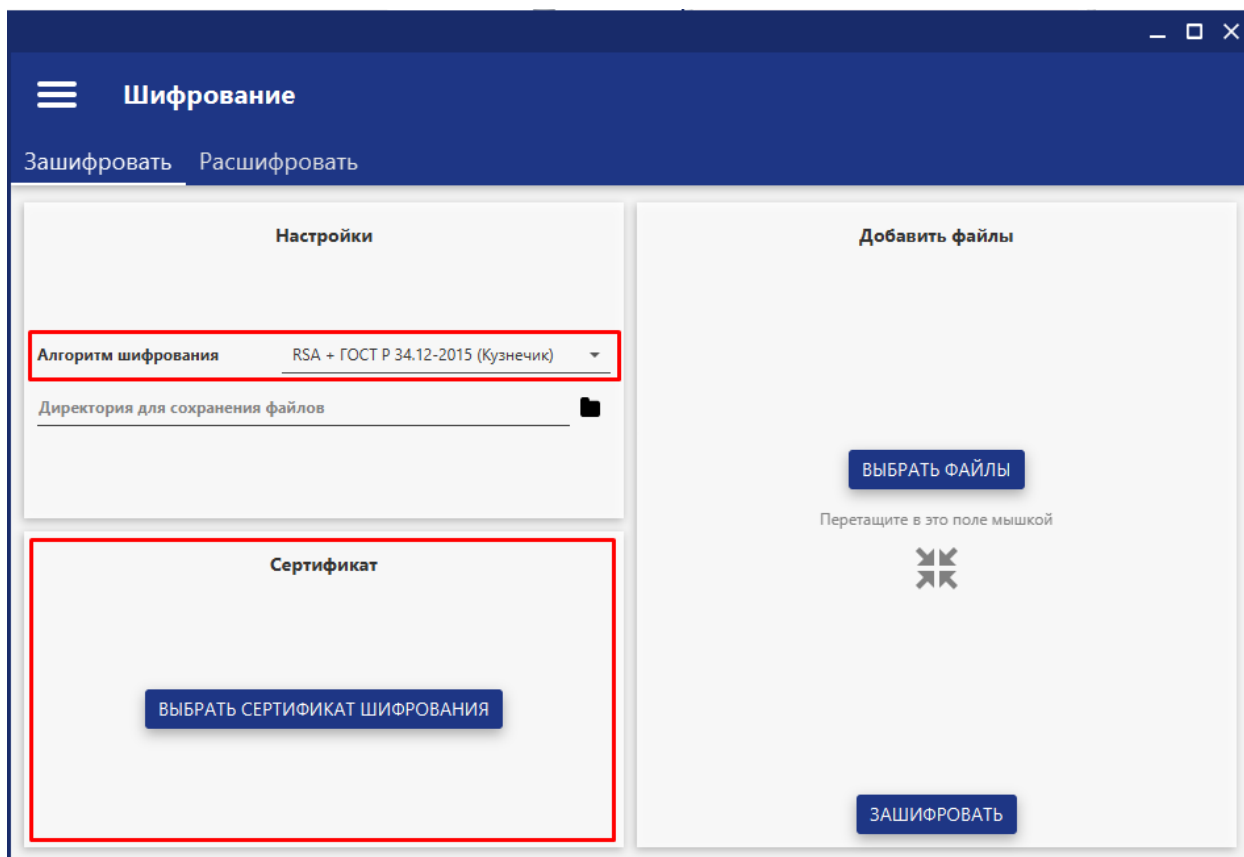 Шифрование
Зашифровать Расшифровать
Настройки
Алгоритм шифрования RSA + ГОСТ Р 34.12-2015 (Кузнечик)
Директория для сохранения файлов
Сертификат
ВЫБРАТЬ СЕРТИФИКАТ ШИФРОВАНИЯ
Добавить файлы
ВЫБРАТЬ ФАЙЛЫ
Перетащите в это поле мышкой
ЗАШИФРОВАТЬ